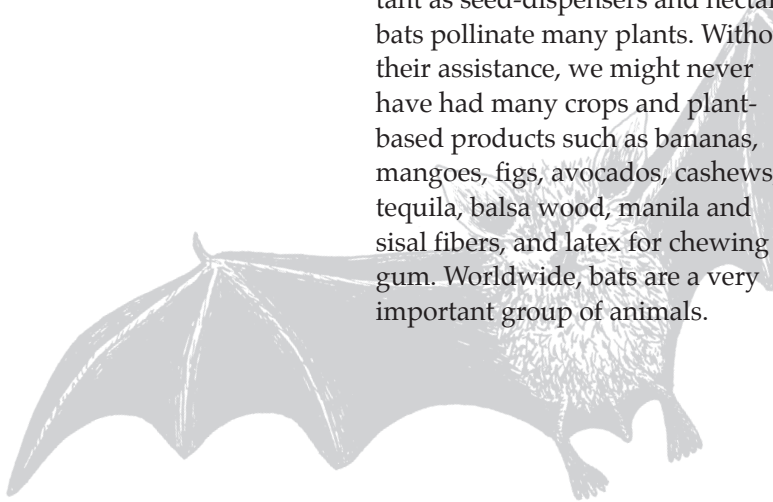 tant as seed-dispensers and nectar
bats pollinate many plants. Witho
their assistance, we might never
have had many crops and plant-
based products such as bananas,
mangoes, figs, avocados, cashews
tequila, balsa wood, manila and
sisal fibers, and latex for chewing
gum. Worldwide, bats are a very
important group of animals.